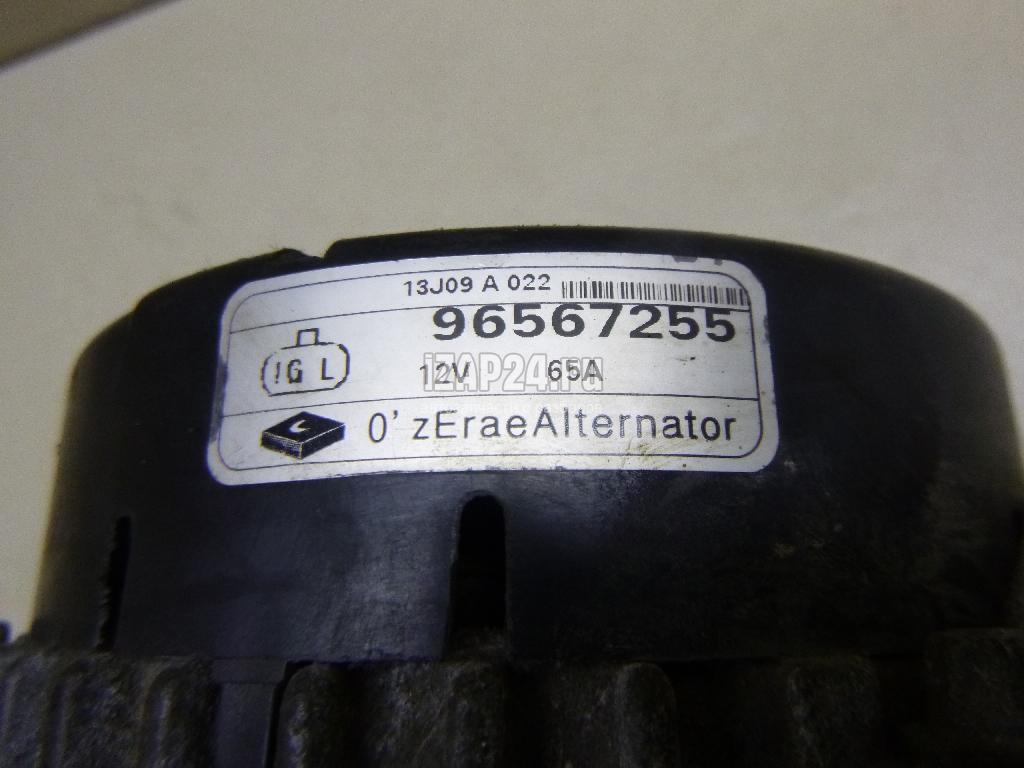 13J09 A 022
96567255
IG L
12V 65A
iZAP24.ru
0'zEraeAlternator